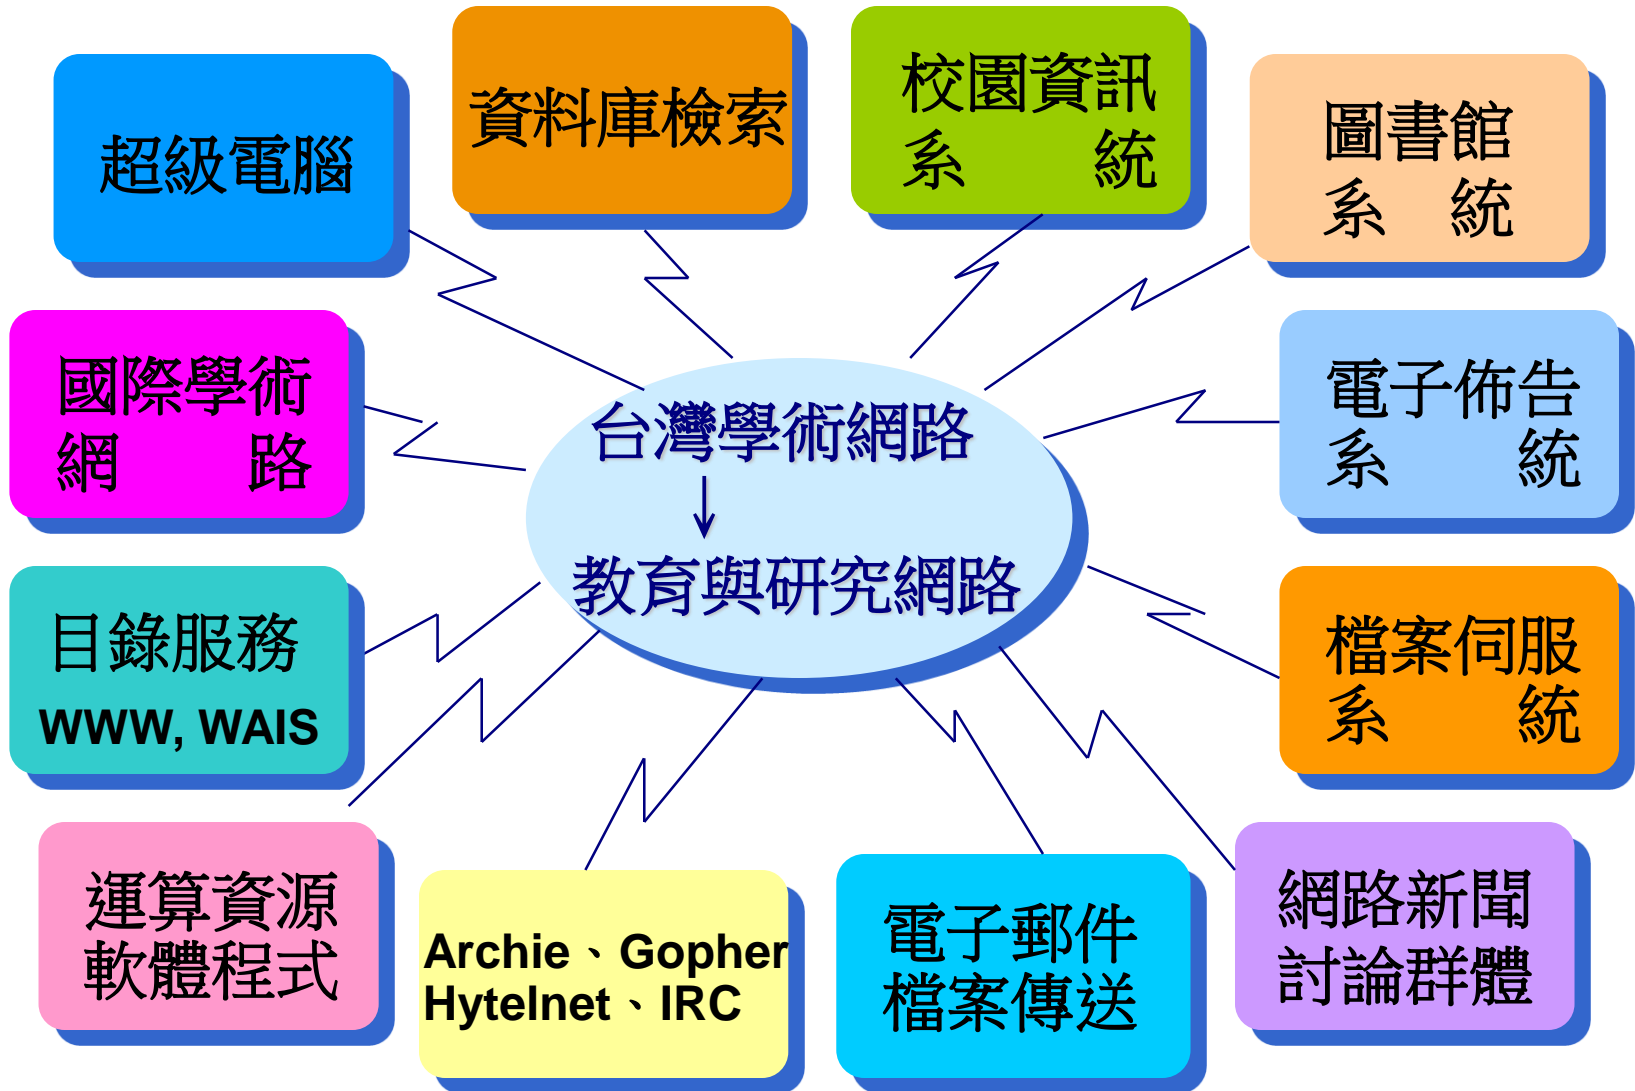 超級電腦
資料庫檢索
校園資訊
系統
圖書館
系統
國際學術
網路
台灣學術網路
↓
教育與研究網路
電子佈告
系統
目錄服務
WWW, WAIS
檔案伺服
系統
運算資源
軟體程式
Archie、Gopher
Hytelnet、IRC
電子郵件
檔案傳送
網路新聞
討論群體